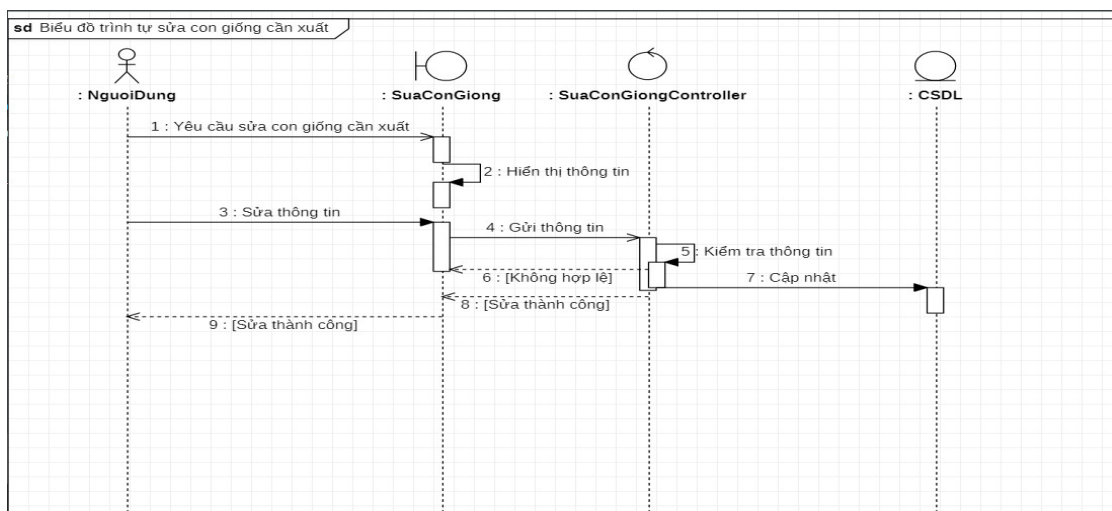 sd Biểu đồ trình tự sửa con giống cần xuất
: NguoiDung
: SuaConGiong
: SuaConGiongController
: CSDL
1 : Yêu cầu sửa con giống cần xuất
2 : Hiển thị thông tin
3 : Sửa thông tin
4 : Gửi thông tin
5 : Kiểm tra thông tin
6 : [Không hợp lê]
7 : Cập nhật
8 : [Sửa thành công]
9 : [Sửa thành công]